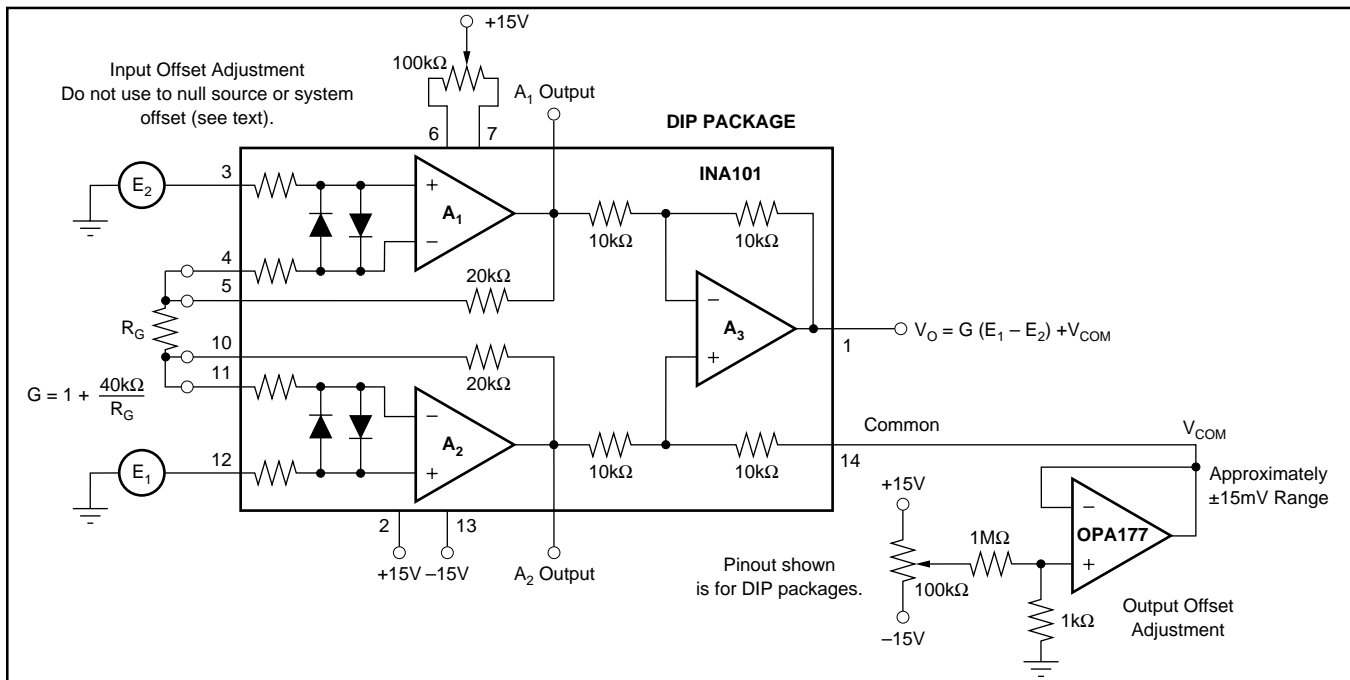 +15V
100kΩ
Input Offset Adjustment
Do not use to null source or system
offset (see text).
A1 Output
6
7
DIP PACKAGE
INA101
3
E2
+
A1
−
10kΩ
10kΩ
4
5
20kΩ
RG
−
A3
+
1
VO = G (E1 – E2) +VCOM
10
20kΩ
11
G = 1 + 40kΩ
RG
−
A2
+
E1
12
10kΩ
10kΩ
Common
14
VCOM
Approximately
±15mV Range
2
13
+15V
–15V
A2 Output
Pinout shown
is for DIP packages.
+15V
100kΩ
–15V
1MΩ
−
OPA177
+
1kΩ
Output Offset
Adjustment